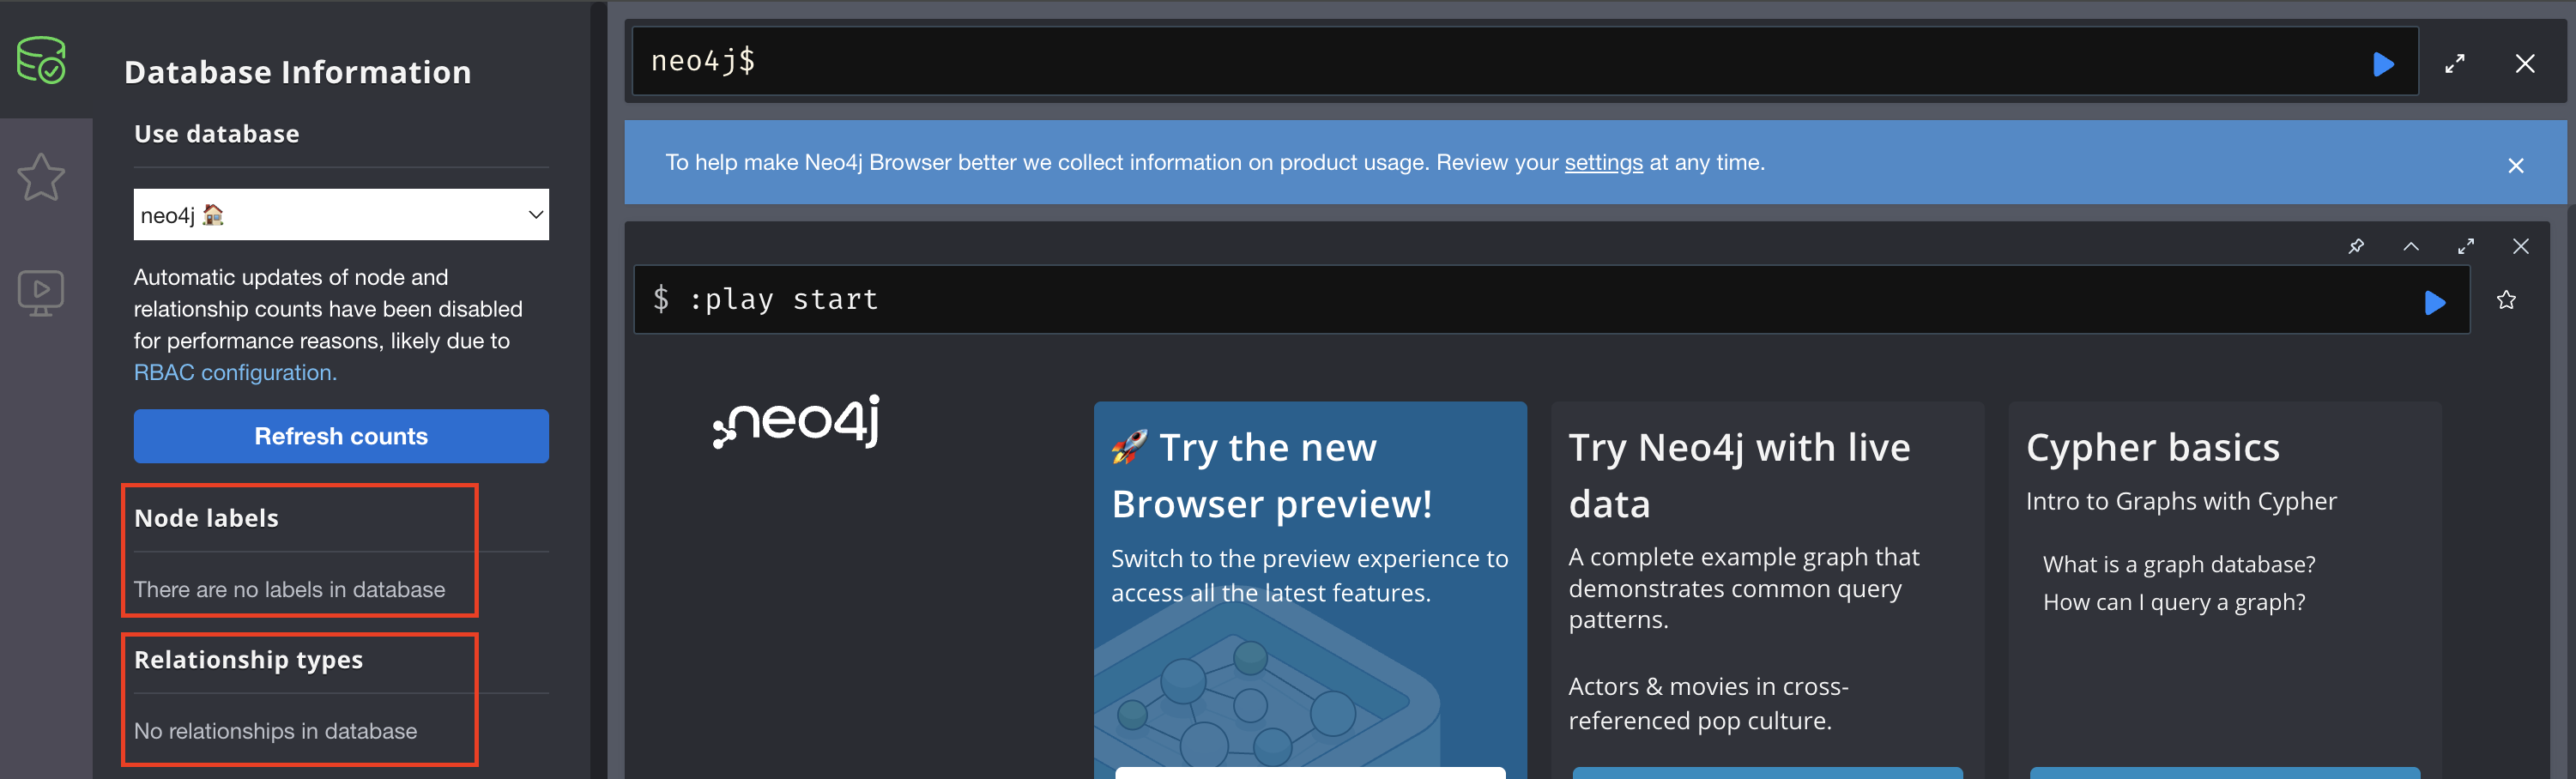 Database Information
Use database
neo4j 🏠
Automatic updates of node and
relationship counts have been disabled
for performance reasons, likely due to
RBAC configuration.
Refresh counts
Node labels
There are no labels in database
Relationship types
No relationships in database
neo4j$
To help make Neo4j Browser better we collect information on product usage. Review your settings at any time.
$ :play start
neo4j
🚀 Try the new
Browser preview!
Switch to the preview experience to
access all the latest features.
Try Neo4j with live
data
A complete example graph that
demonstrates common query
patterns.
Actors & movies in cross-
referenced pop culture.
Cypher basics
Intro to Graphs with Cypher
What is a graph database?
How can I query a graph?